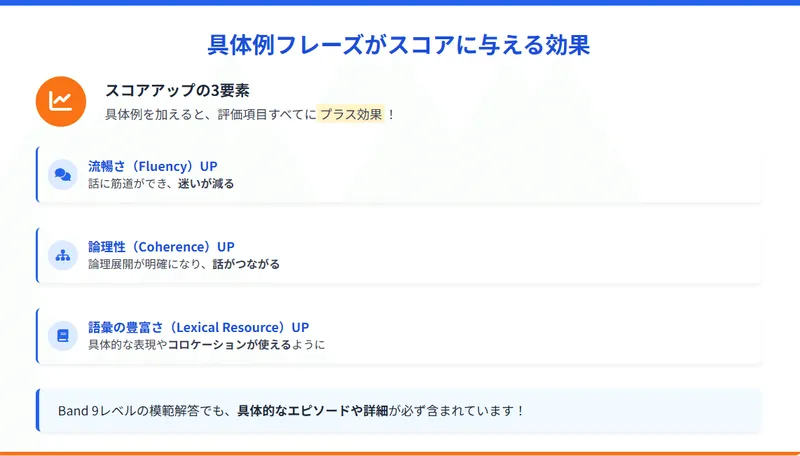 具体例フレーズがスコアに与える効果
スコアアップの3要素
具体例を加えると、評価項目すべてにプラス効果！
流暢さ（Fluency）UP
話に筋道ができ、迷いが減る
論理性（Coherence）UP
論理展開が明確になり、話がつながる
語彙の豊富さ（Lexical Resource）UP
具体的な表現やコロケーションが使えるように
Band 9レベルの模範解答でも、具体的なエピソードや詳細が必ず含まれています！